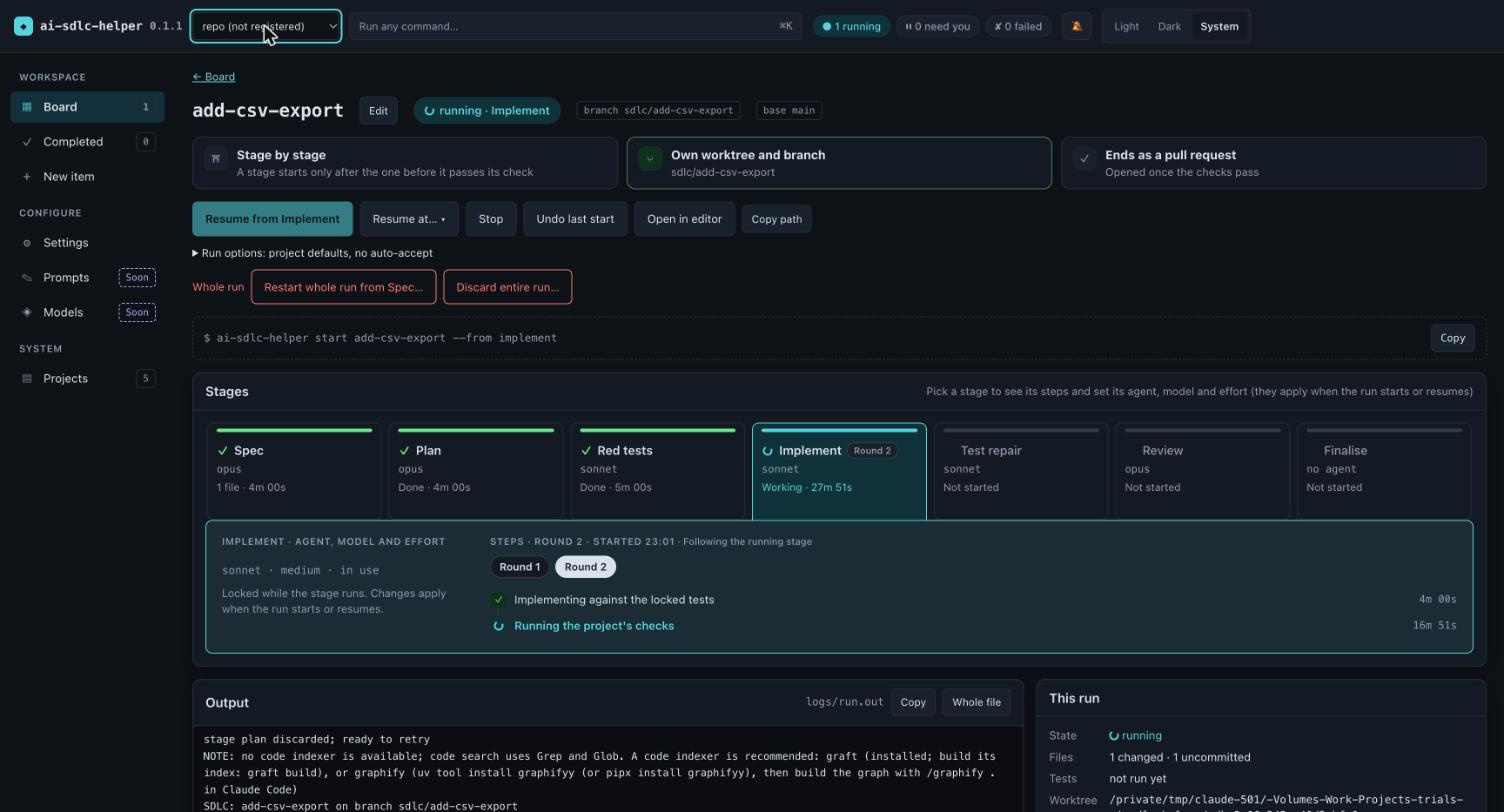 ai-sdlc-helper 0.1.1
repo (not registered)
Run any command...
⌘K
1 running
0 need you
✘ 0 failed
Light
Dark
System
WORKSPACE
Board 1
✓ Completed 0
+ New item
CONFIGURE
Settings
Prompts Soon
Models Soon
SYSTEM
Projects 5
← Board
add-csv-export
Edit
running · Implement
branch sdlc/add-csv-export
base main
Stage by stage
A stage starts only after the one before it passes its check
Own worktree and branch
sdlc/add-csv-export
Ends as a pull request
Opened once the checks pass
Resume from Implement
Resume at... ▾
Stop
Undo last start
Open in editor
Copy path
▶ Run options: project defaults, no auto-accept
Whole run
Restart whole run from Spec...
Discard entire run...
$ ai-sdlc-helper start add-csv-export --from implement
Copy
Stages
Pick a stage to see its steps and set its agent, model and effort (they apply when the run starts or resumes)
✓ Spec
opus
1 file · 4m 00s
✓ Plan
opus
Done · 4m 00s
✓ Red tests
sonnet
Done · 5m 00s
Implement Round 2
sonnet
Working · 27m 51s
Test repair
sonnet
Not started
Review
opus
Not started
Finalise
no agent
Not started
IMPLEMENT · AGENT, MODEL AND EFFORT
sonnet · medium · in use
Locked while the stage runs. Changes apply
when the run starts or resumes.
STEPS · ROUND 2 · STARTED 23:01 · Following the running stage
Round 1
Round 2
✓ Implementing against the locked tests 4m 00s
Running the project's checks 16m 51s
Output
logs/run.out
Copy
Whole file
stage plan discarded; ready to retry
NOTE: no code indexer is available; code search uses Grep and Glob. A code indexer is recommended: graft (installed; build its
index: graft build), or graphify (uv tool install graphifyy (or pipx install graphifyy), then build the graph with /graphify .
in Claude Code)
SDLC: add-csv-export on branch sdlc/add-csv-export
This run
State running
Files 1 changed · 1 uncommitted
Tests not run yet
Worktree /private/tmp/claude-501/-Volumes-Work-Projects-trials-